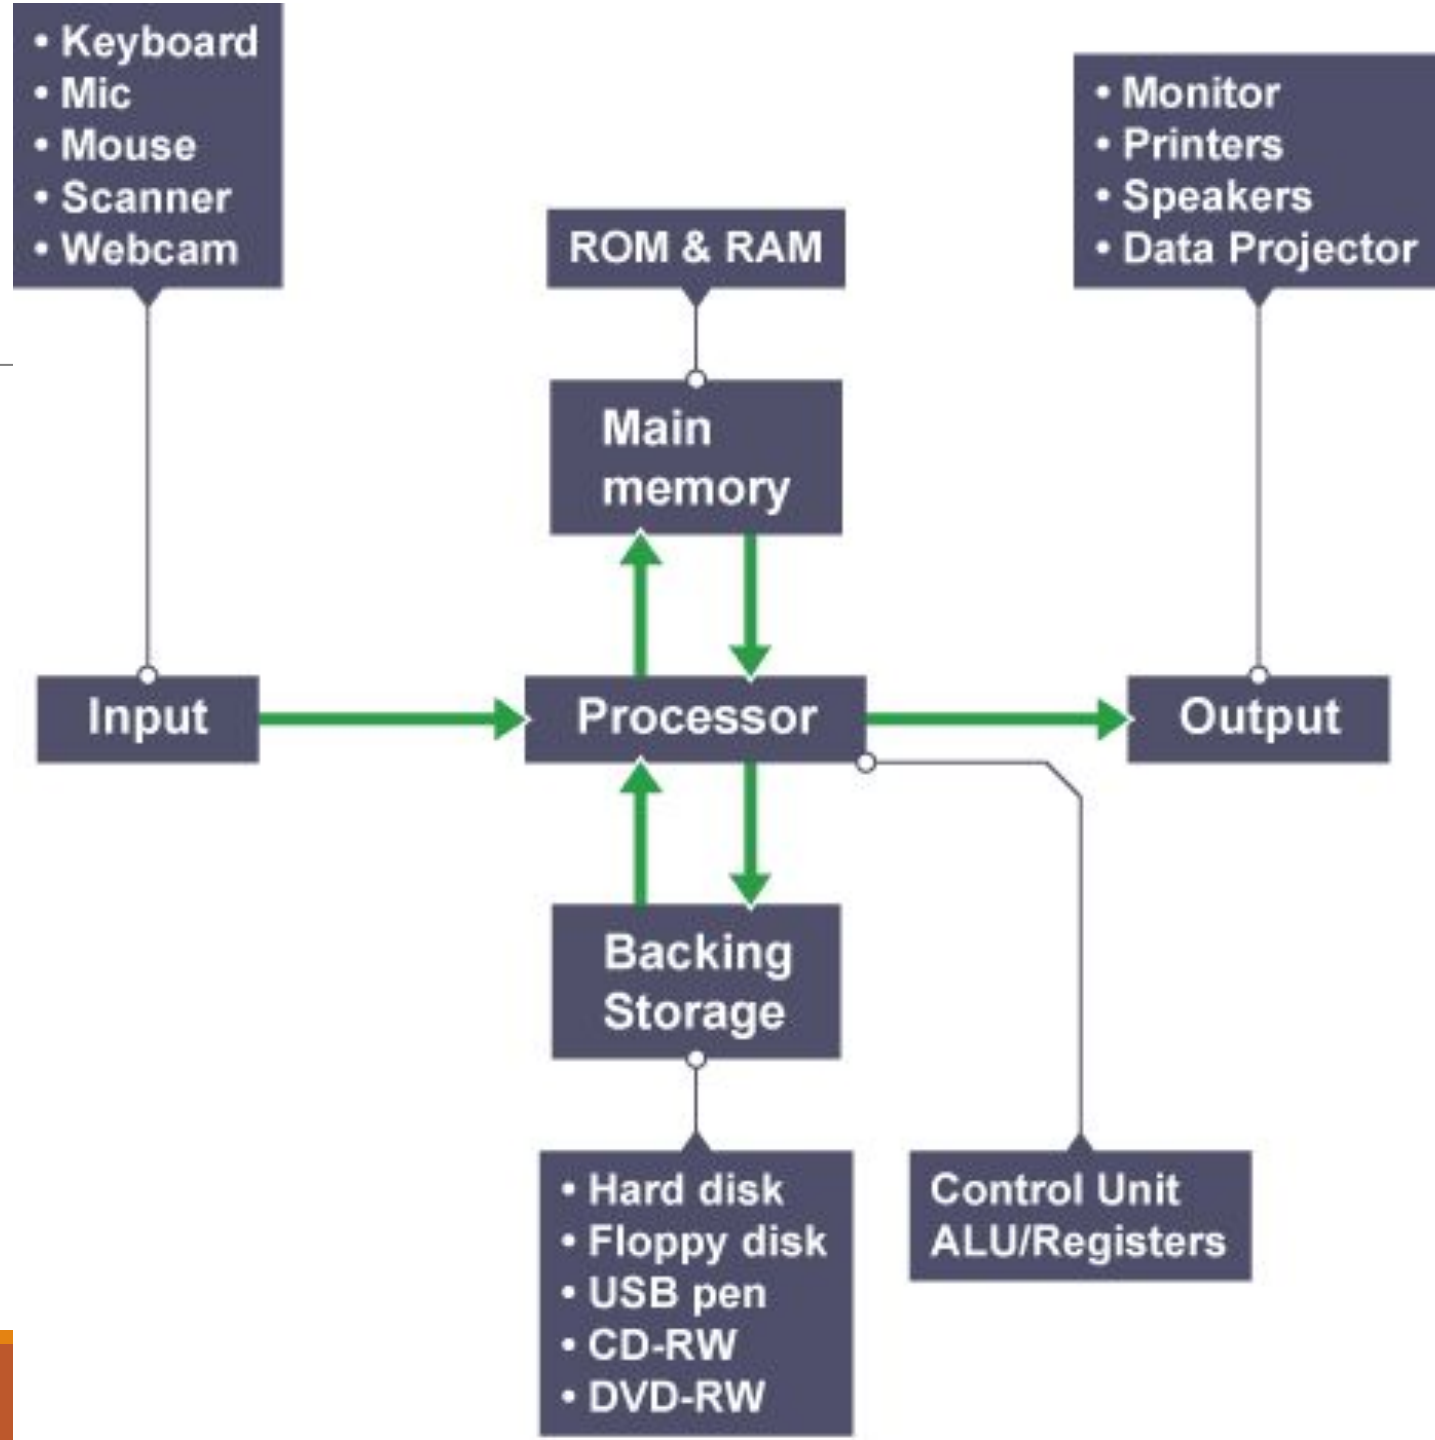 • Keyboard
• Mic
• Mouse
• Scanner
• Webcam
• Monitor
• Printers
• Speakers
• Data Projector
ROM & RAM
Main
memory
Input
Processor
Output
Backing
Storage
• Hard disk
• Floppy disk
• USB pen
• CD-RW
• DVD-RW
Control Unit
ALU/Registers